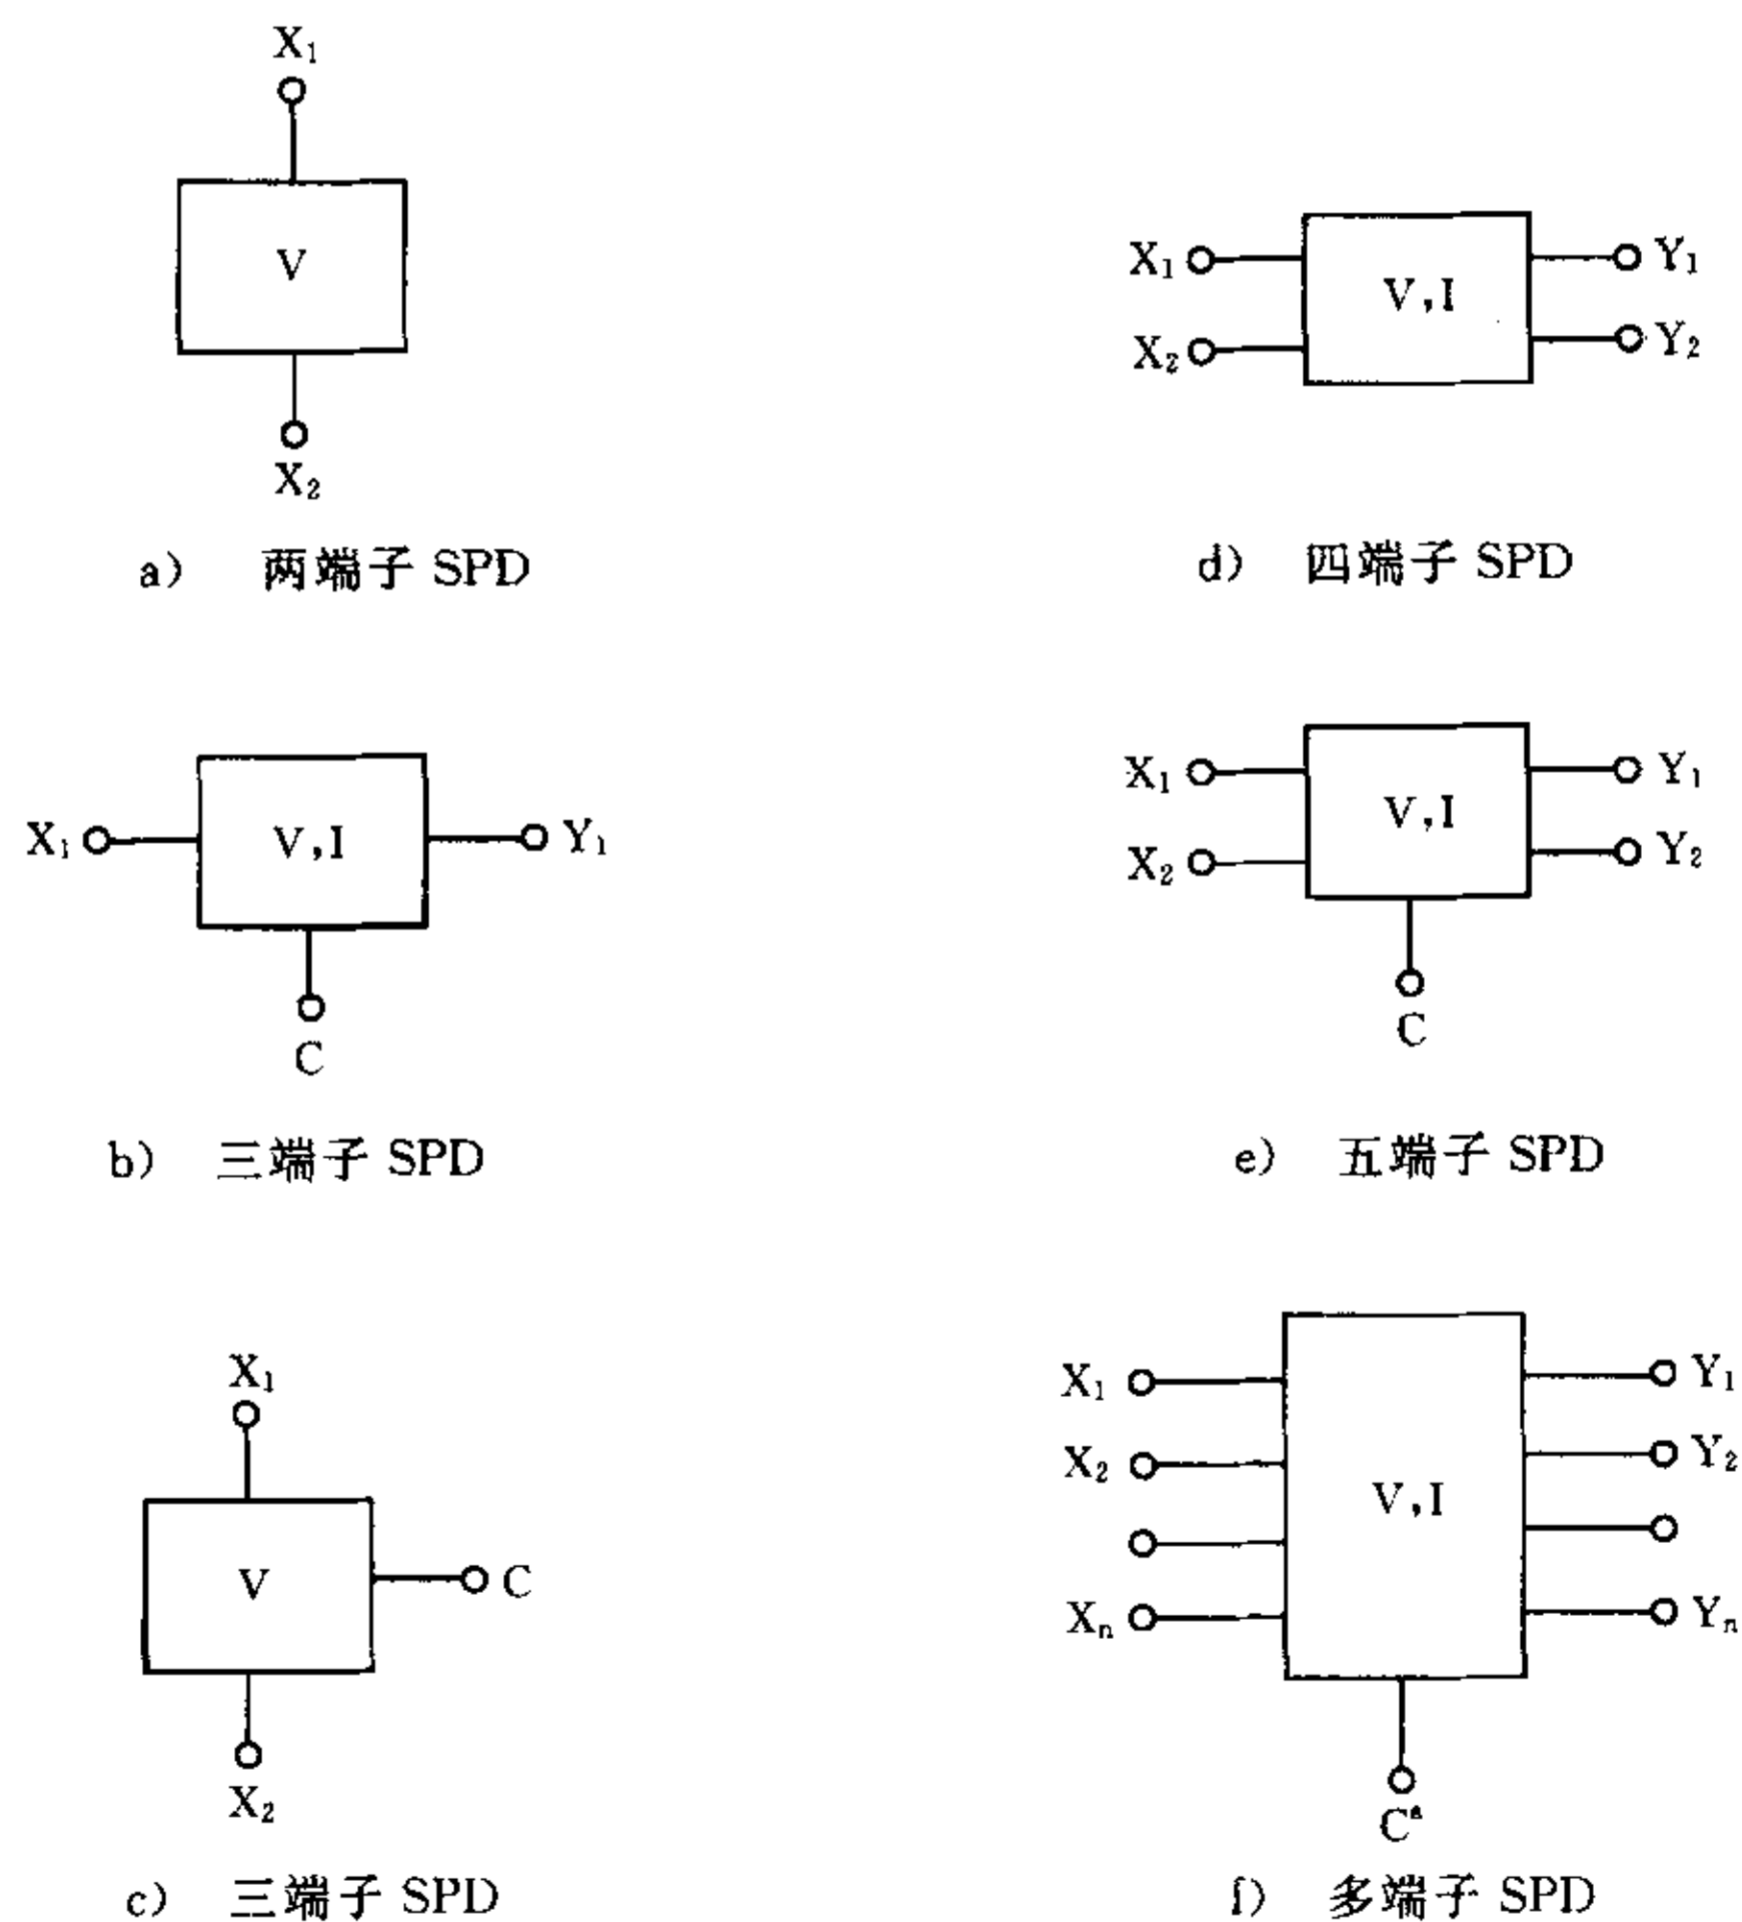 X₁
V
X₂
a) 两端子 SPD
X₁ V,I Y₁
C
b) 三端子 SPD
X₁
V C
X₂
c) 三端子 SPD
X₁ V,I Y₁
X₂ Y₂
d) 四端子 SPD
X₁ V,I Y₁
X₂ Y₂
C
e) 五端子 SPD
X₁ Y₁
X₂ Y₂
V,I
Xₙ Yₙ
Cᵃ
f) 多端子 SPD